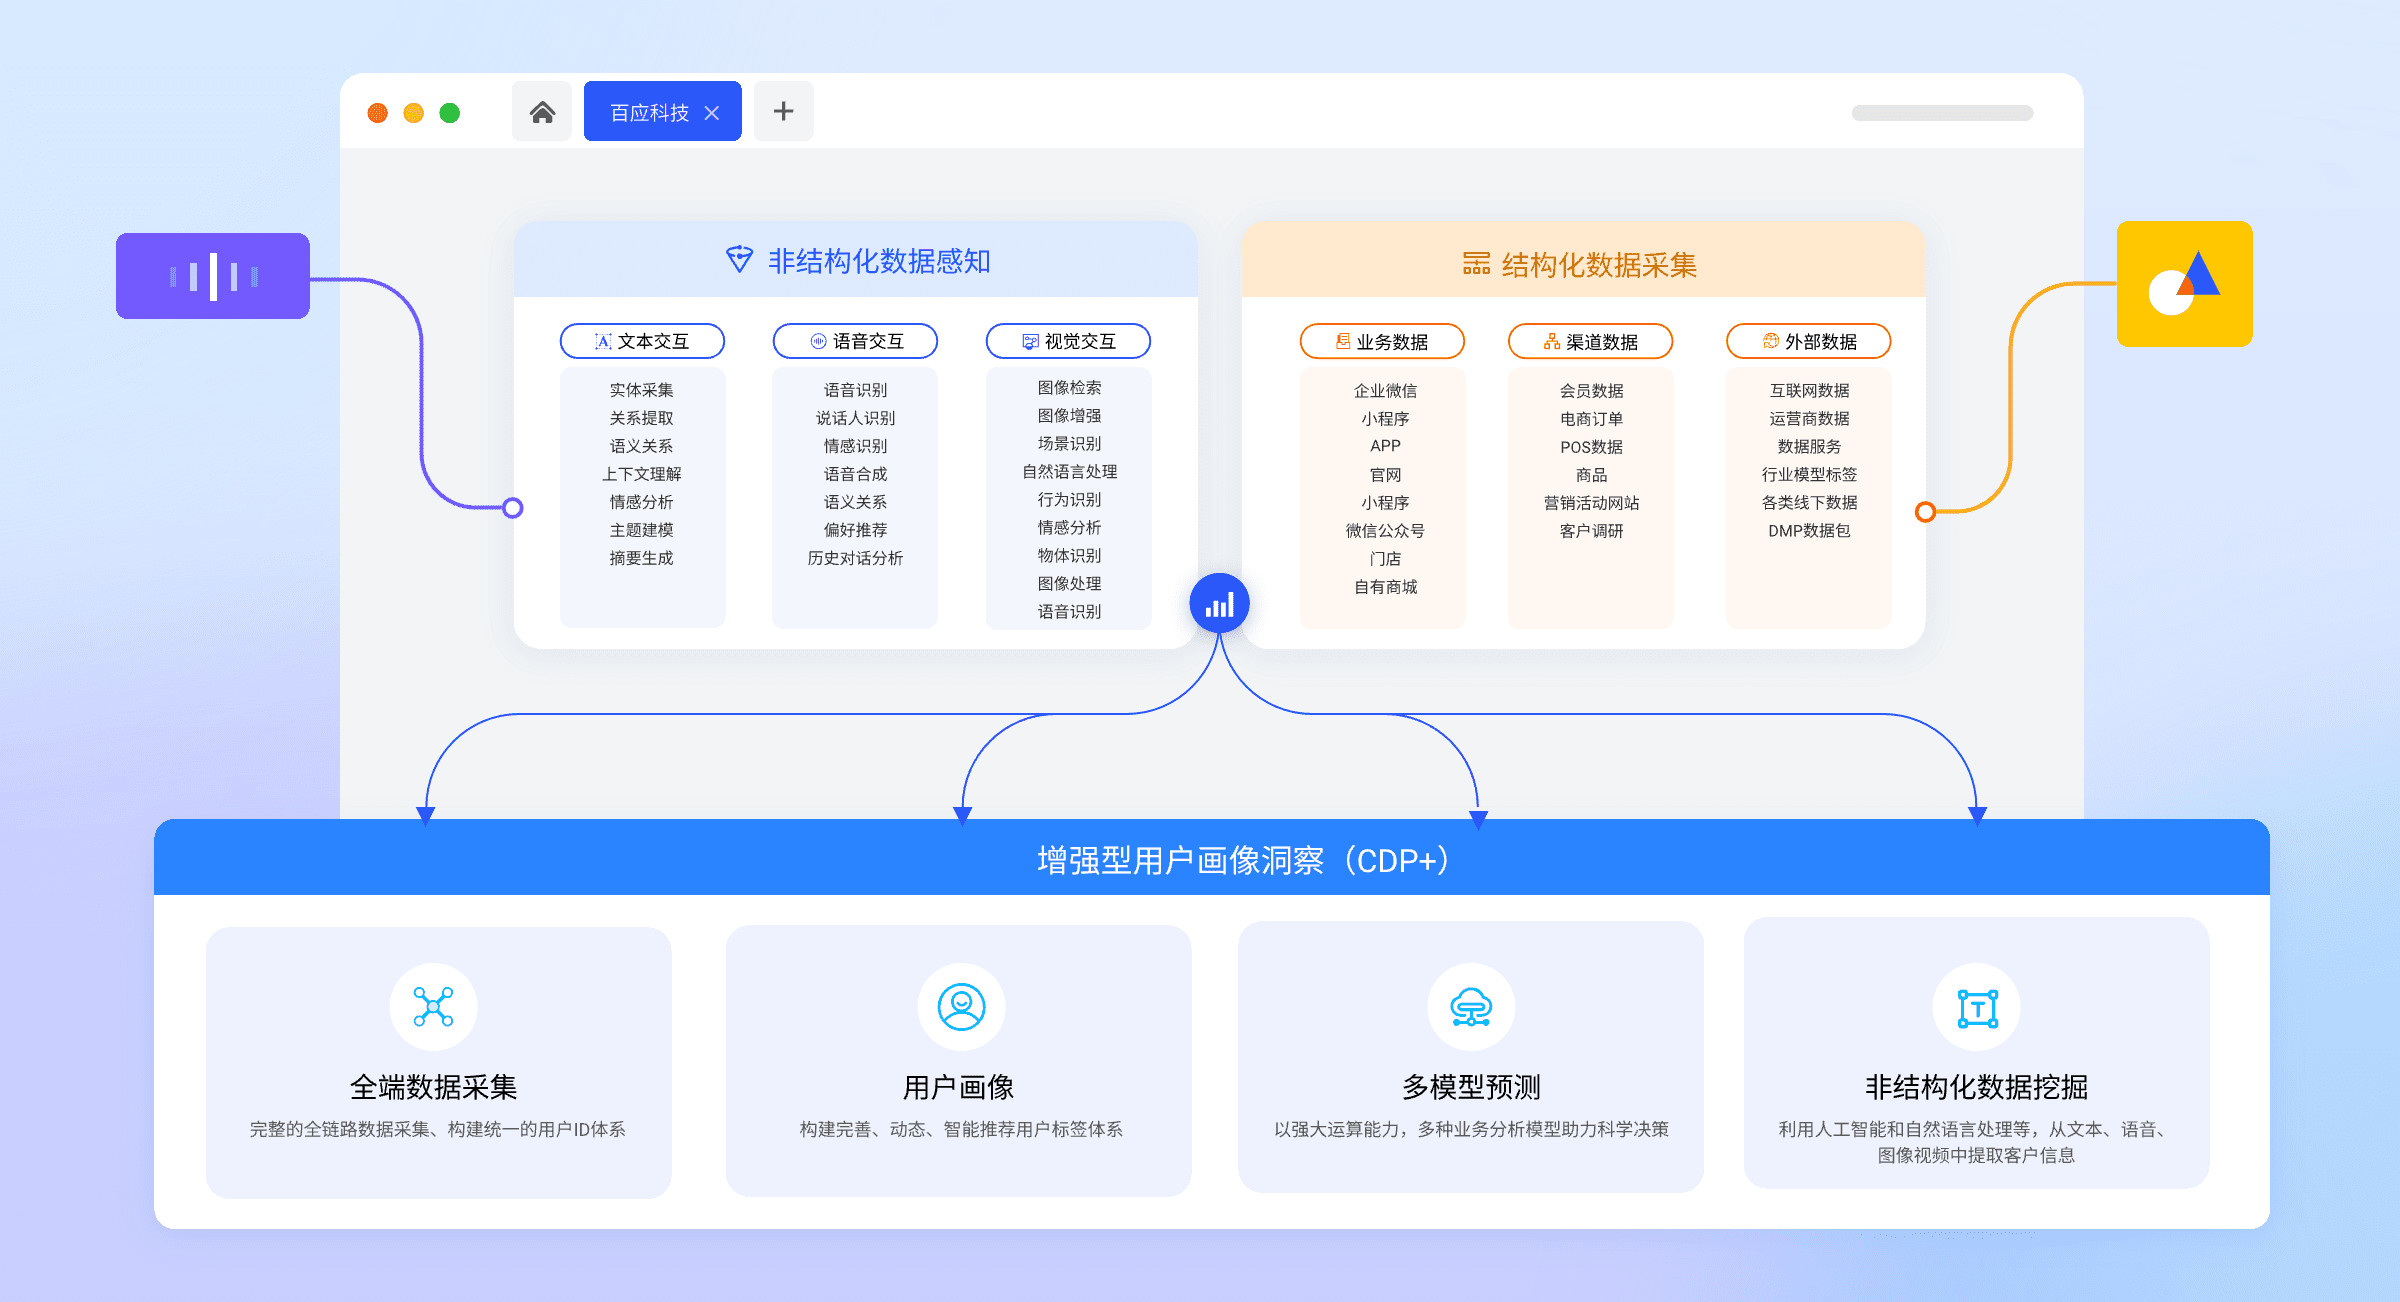 百应科技
非结构化数据感知
文本交互
实体采集
关系提取
语义关系
上下文理解
情感分析
主题建模
摘要生成
语音交互
语音识别
说话人识别
情感识别
语音合成
语义关系
偏好推荐
历史对话分析
视觉交互
图像检索
图像增强
场景识别
自然语言处理
行为识别
情感分析
物体识别
图像处理
语音识别
结构化数据采集
业务数据
企业微信
小程序
APP
官网
小程序
微信公众号
门店
自有商城
渠道数据
会员数据
电商订单
POS数据
商品
营销活动网站
客户调研
外部数据
互联网数据
运营商数据
数据服务
行业模型标签
各类线下数据
DMP数据包
增强型用户画像洞察（CDP+）
全端数据采集
完整的全链路数据采集、构建统一的用户ID体系
用户画像
构建完善、动态、智能推荐用户标签体系
多模型预测
以强大运算能力，多种业务分析模型助力科学决策
非结构化数据挖掘
利用人工智能和自然语言处理等，从文本、语音、
图像视频中提取客户信息